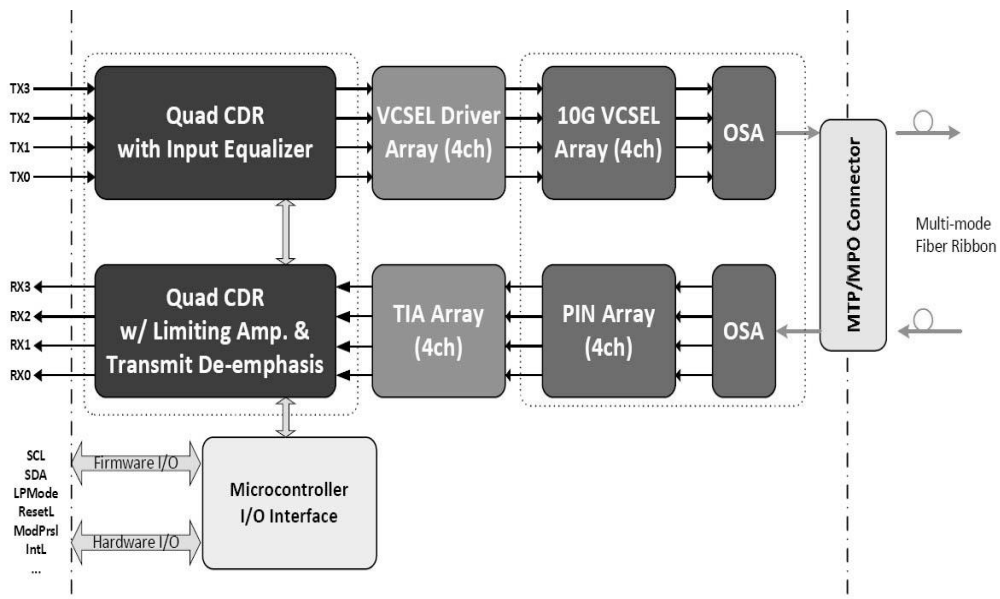 TX3
TX2
TX1
TX0
Quad CDR
with Input Equalizer
VCSEL Driver
Array (4ch)
10G VCSEL
Array (4ch)
OSA
MTP/MPO Connector
Multi-mode
Fiber Ribbon
RX3
RX2
RX1
RX0
Quad CDR
w/ Limiting Amp. &
Transmit De-emphasis
TIA Array
(4ch)
PIN Array
(4ch)
OSA
SCL
SDA
LPMode
ResetL
ModPrsl
IntL
...
Firmware I/O
Hardware I/O
Microcontroller
I/O Interface